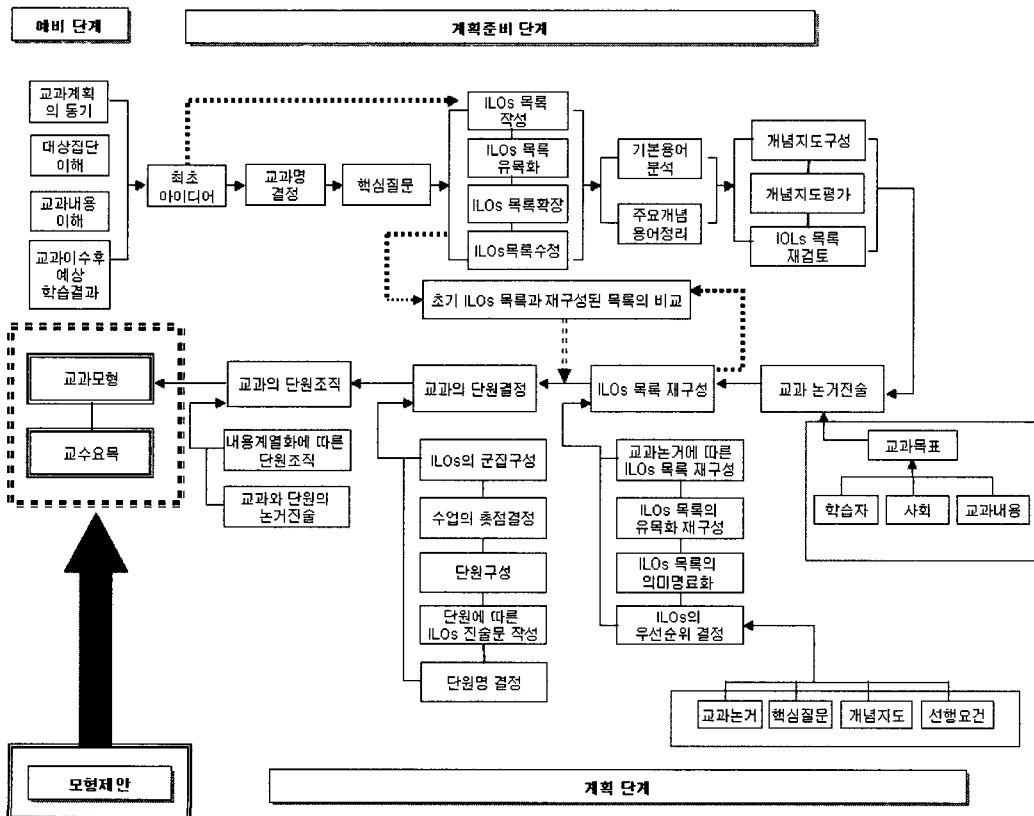 예비 단계
계획준비 단계
교과계획
의 동기
대상집단
이해
교과내용
이해
교과이수후
예상
학습결과
최초
아이디어
교과명
결정
핵심질문
ILOs 목록
작성
ILOs 목록
유목화
ILOs 목록확장
ILOs목록수정
기본용어
분석
주요개념
용어정리
개념지도구성
개념지도평가
IOLs 목록
재검토
초기 ILOs 목록과 재구성된 목록의 비교
교과모형
교수요목
교과의 단원조직
내용계열화에 따른
단원조직
교과와 단원의
논거진술
교과의 단원결정
ILOs의 군집구성
수업의 촛점결정
단원구성
단원에 따른
ILOs 진술문 작성
단원명 결정
ILOs 목록 재구성
교과논거에 따른
ILOs 목록 재구성
ILOs 목록의
유목화 재구성
ILOs 목록의
의미명료화
ILOs의
우선순위 결정
교과 논거진술
교과목표
학습자
사회
교과내용
교과논거
핵심질문
개념지도
선행요건
모형제안
계획 단계